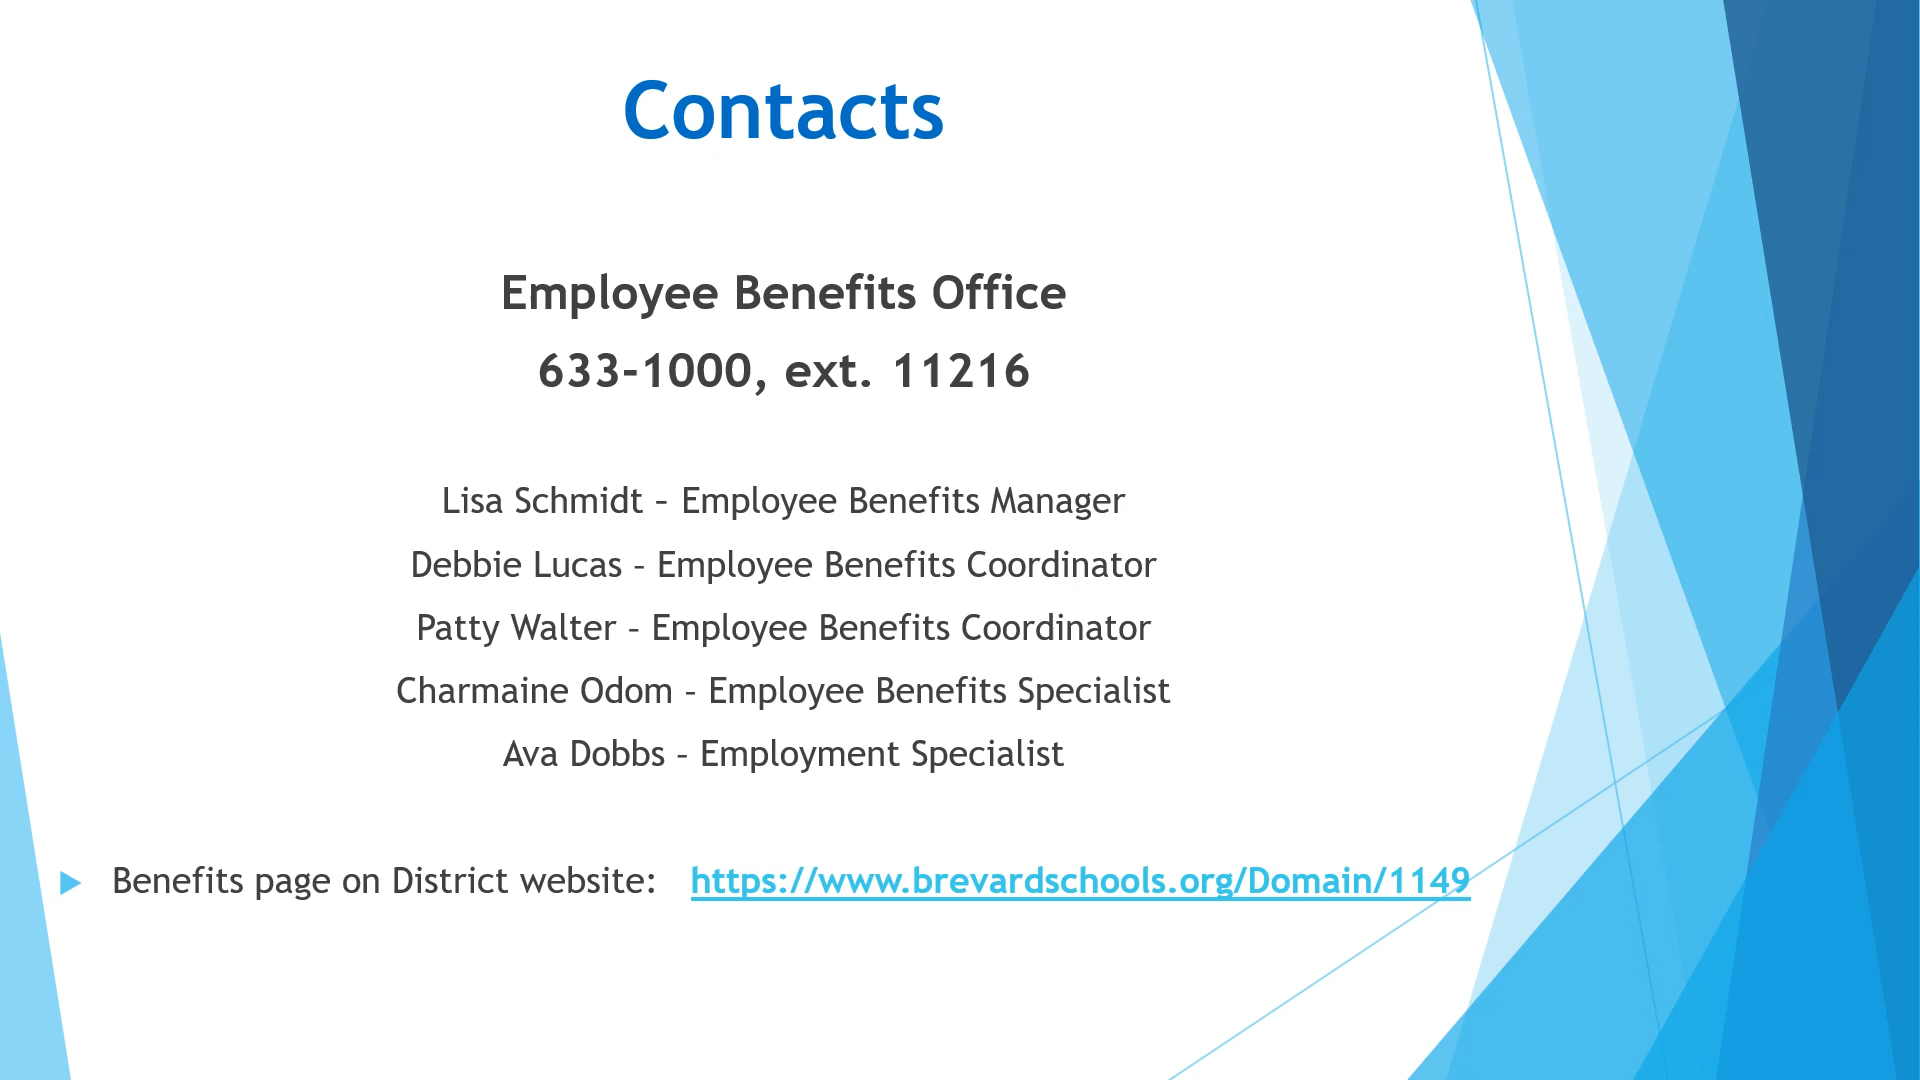 Contacts
Employee Benefits Office
633-1000, ext. 11216
Lisa Schmidt – Employee Benefits Manager
Debbie Lucas – Employee Benefits Coordinator
Patty Walter – Employee Benefits Coordinator
Charmaine Odom – Employee Benefits Specialist
Ava Dobbs – Employment Specialist
Benefits page on District website: https://www.brevardschools.org/Domain/1149